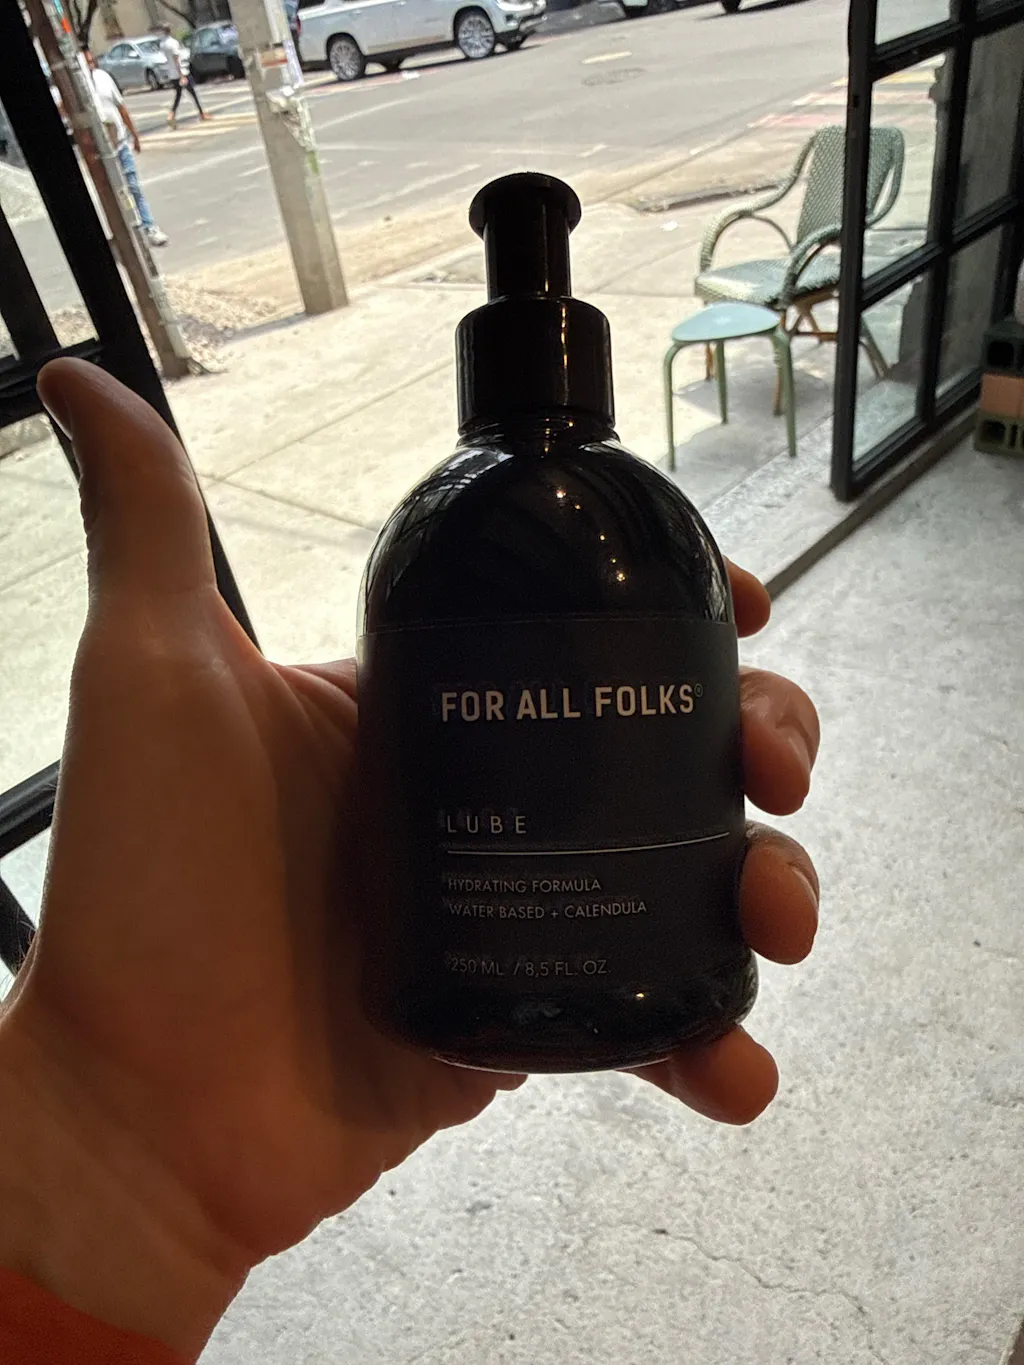 FOR ALL FOLKS®
LUBE
HYDRATING FORMULA
WATER BASED + CALENDULA
250 ML / 8,5 FL. OZ.